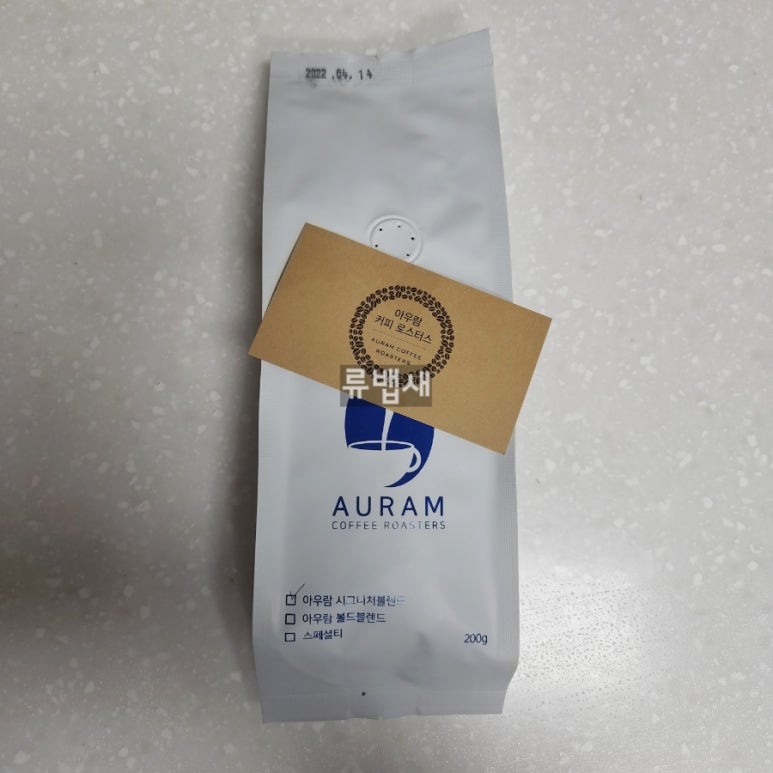 2022.04.14
아우람
커피 로스터스
AURAM COFFEE
ROASTERS
류뱁새
AURAM
COFFEE ROASTERS
아우람 시그니처블렌드
아우람 볼드블렌드
스페셜티
200g